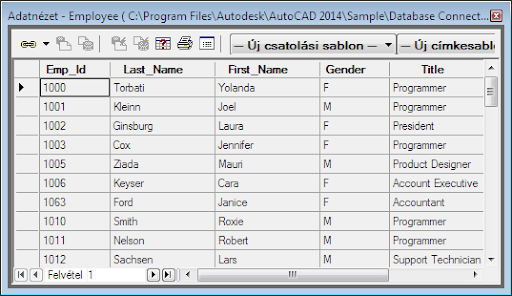 Adatnézet - Employee ( C:\Program Files\Autodesk\AutoCAD 2014\Sample\Database Connect...
— Új csatolási sablon — — Új címkesabl
Emp_Id Last_Name First_Name Gender Title
1000 Torbati Yolanda F Programmer
1001 Kleinn Joel M Programmer
1002 Ginsburg Laura F President
1003 Cox Jennifer F Programmer
1005 Ziada Mauri M Product Designer
1006 Keyser Cara F Account Executive
1063 Ford Janice F Accountant
1010 Smith Roxie M Programmer
1011 Nelson Robert M Programmer
1012 Sachsen Lars M Support Technician
Felvétel 1